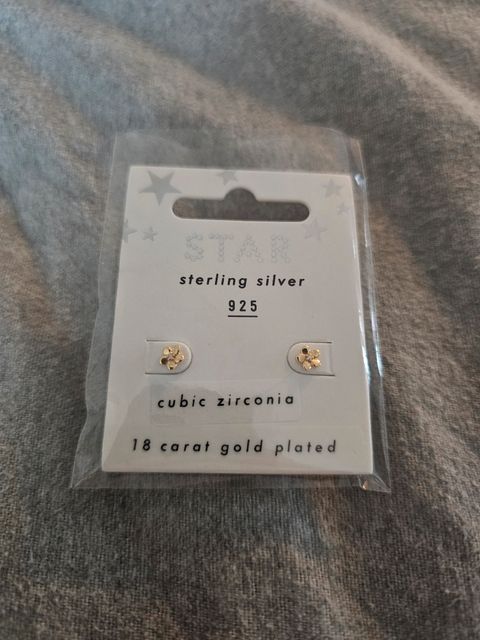 STAR
sterling silver
925
cubic zirconia
18 carat gold plated